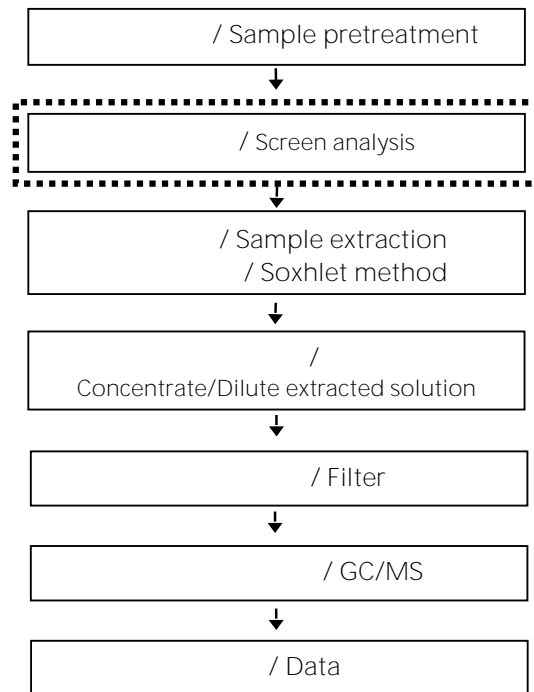 / Sample pretreatment
/ Screen analysis
/ Sample extraction
/ Soxhlet method
/
Concentrate/Dilute extracted solution
/ Filter
/ GC/MS
/ Data